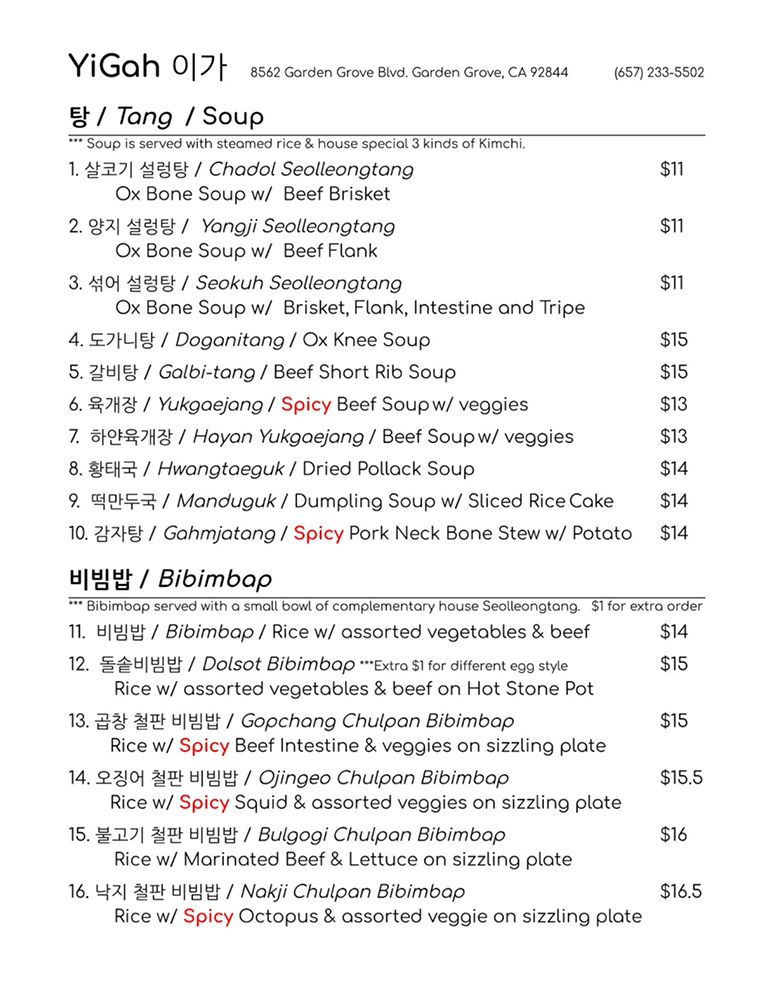 YiGah 이가 8562 Garden Grove Blvd. Garden Grove, CA 92844 (657) 233-5502
탕 / Tang / Soup
*** Soup is served with steamed rice & house special 3 kinds of Kimchi.
1. 살코기 설렁탕 / Chadol Seolleongtang $11
Ox Bone Soup w/ Beef Brisket
2. 양지 설렁탕 / Yangji Seolleongtang $11
Ox Bone Soup w/ Beef Flank
3. 섞어 설렁탕 / Seokuh Seolleongtang $11
Ox Bone Soup w/ Brisket, Flank, Intestine and Tripe
4. 도가니탕 / Doganitang / Ox Knee Soup $15
5. 갈비탕 / Galbi-tang / Beef Short Rib Soup $15
6. 육개장 / Yukgaejang / Spicy Beef Soup w/ veggies $13
7. 하얀육개장 / Hayan Yukgaejang / Beef Soup w/ veggies $13
8. 황태국 / Hwangtaeguk / Dried Pollack Soup $14
9. 떡만두국 / Manduguk / Dumpling Soup w/ Sliced Rice Cake $14
10. 감자탕 / Gahmjatang / Spicy Pork Neck Bone Stew w/ Potato $14
비빔밥 / Bibimbap
*** Bibimbap served with a small bowl of complementary house Seolleongtang. $1 for extra order
11. 비빔밥 / Bibimbap / Rice w/ assorted vegetables & beef $14
12. 돌솥비빔밥 / Dolsot Bibimbap ***Extra $1 for different egg style $15
Rice w/ assorted vegetables & beef on Hot Stone Pot
13. 곱창 철판 비빔밥 / Gopchang Chulpan Bibimbap $15
Rice w/ Spicy Beef Intestine & veggies on sizzling plate
14. 오징어 철판 비빔밥 / Ojingeo Chulpan Bibimbap $15.5
Rice w/ Spicy Squid & assorted veggies on sizzling plate
15. 불고기 철판 비빔밥 / Bulgogi Chulpan Bibimbap $16
Rice w/ Marinated Beef & Lettuce on sizzling plate
16. 낙지 철판 비빔밥 / Nakji Chulpan Bibimbap $16.5
Rice w/ Spicy Octopus & assorted veggie on sizzling plate